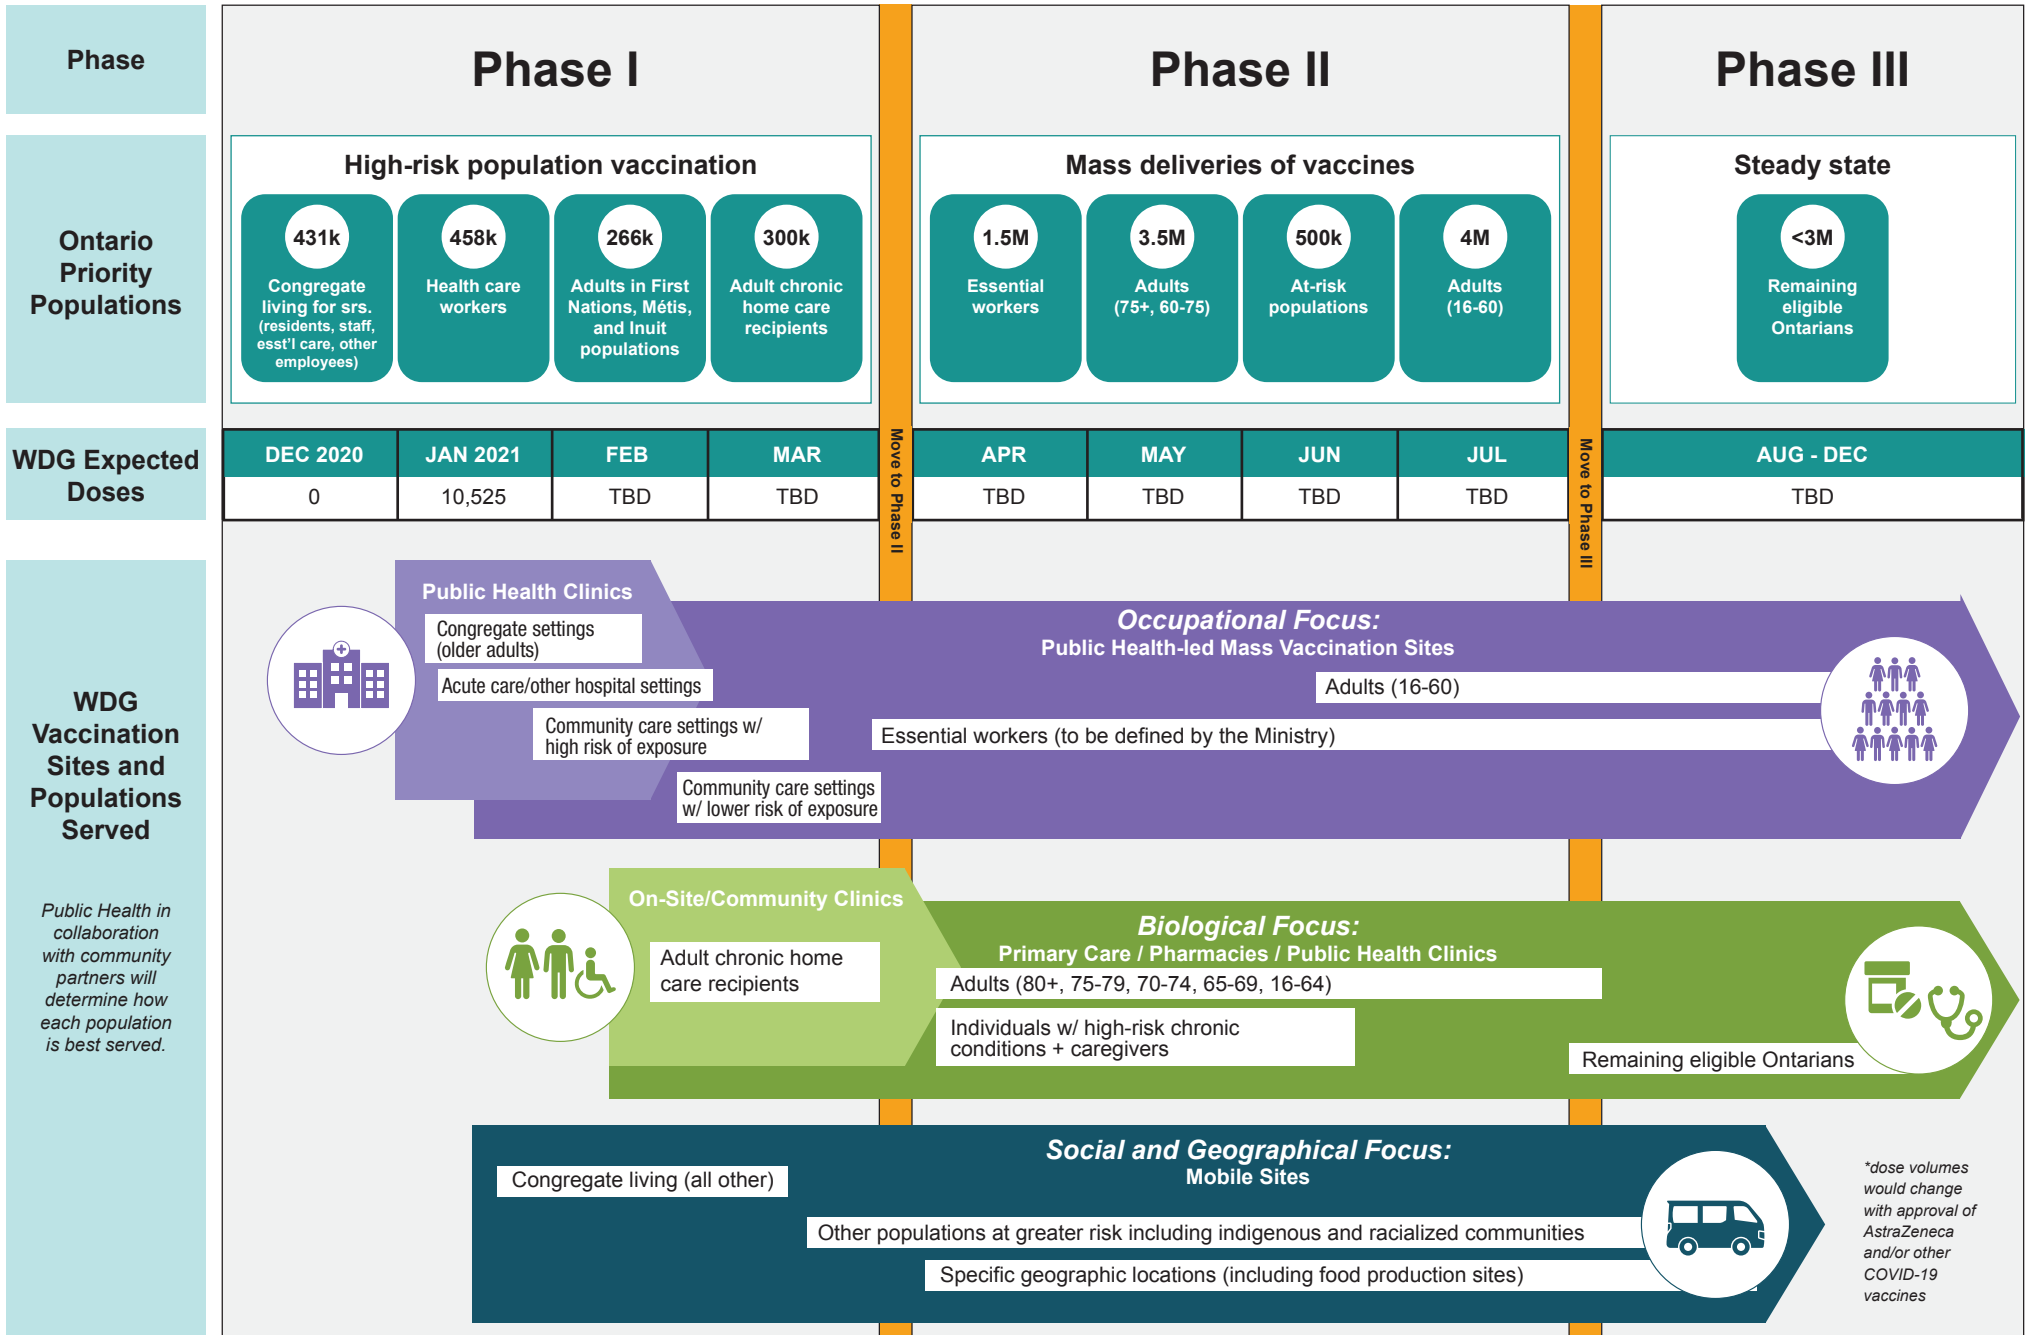 Phase
Phase I
Phase II
Phase III
Ontario
Priority
Populations
High-risk population vaccination
431k
Congregate
living for srs.
(residents, staff,
esst'l care, other
employees)
458k
Health care
workers
266k
Adults in First
Nations, Métis,
and Inuit
populations
300k
Adult chronic
home care
recipients
Mass deliveries of vaccines
1.5M
Essential
workers
3.5M
Adults
(75+, 60-75)
500k
At-risk
populations
4M
Adults
(16-60)
Steady state
<3M
Remaining
eligible
Ontarians
WDG Expected
Doses
DEC 2020 JAN 2021 FEB MAR APR MAY JUN JUL AUG - DEC
0 10,525 TBD TBD TBD TBD TBD TBD TBD
Move to Phase II
Move to Phase III
WDG
Vaccination
Sites and
Populations
Served
Public Health in
collaboration
with community
partners will
determine how
each population
is best served.
Public Health Clinics
Congregate settings
(older adults)
Acute care/other hospital settings
Community care settings w/
high risk of exposure
Community care settings
w/ lower risk of exposure
Occupational Focus:
Public Health-led Mass Vaccination Sites
Adults (16-60)
Essential workers (to be defined by the Ministry)
On-Site/Community Clinics
Adult chronic home
care recipients
Biological Focus:
Primary Care / Pharmacies / Public Health Clinics
Adults (80+, 75-79, 70-74, 65-69, 16-64)
Individuals w/ high-risk chronic
conditions + caregivers
Remaining eligible Ontarians
Social and Geographical Focus:
Mobile Sites
Congregate living (all other)
Other populations at greater risk including indigenous and racialized communities
Specific geographic locations (including food production sites)
*dose volumes
would change
with approval of
AstraZeneca
and/or other
COVID-19
vaccines